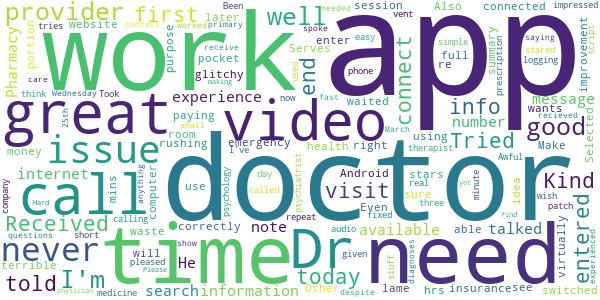 provider first well work app
Pharmacy portion website later Also connected session vent
contact worked primary
needed spoke
Been
impressed
tries
receive
pocket
Serves
purpose
enter
end
connect
easy
phone
simple
summary
full
re
improvement
script
saying
stared
logging
prescription
message
info
number
wants
care
Wednesday
Took
think
glitchy
experience
paying
waited
using
great
video
good
Tried
Selected
Make
making
25th
money
room
rushing
emergency
health
right
March
therapist
Awful
email
now
fast
used
I've
internet
issue
doctor
Kind
company
Hard
mins
computer
anything
day
called
psychology
psychiatrist
use
visit
Android
stars
real
sure
three
Even
minute
idea
yet
find
wish
patch
recieved
call
Received
calling
short
questions
waste
correctly
repeat
note
fixed
audio
available
able
talked
virtually
entered
experienced
time
Dr
need
never
will
pleased
terrible
He
show
Please
today
given
stuff
diagnoses
told
I'm
physician
medicine
search
information
Other
despite
lame
hrs
insurance
see
switched